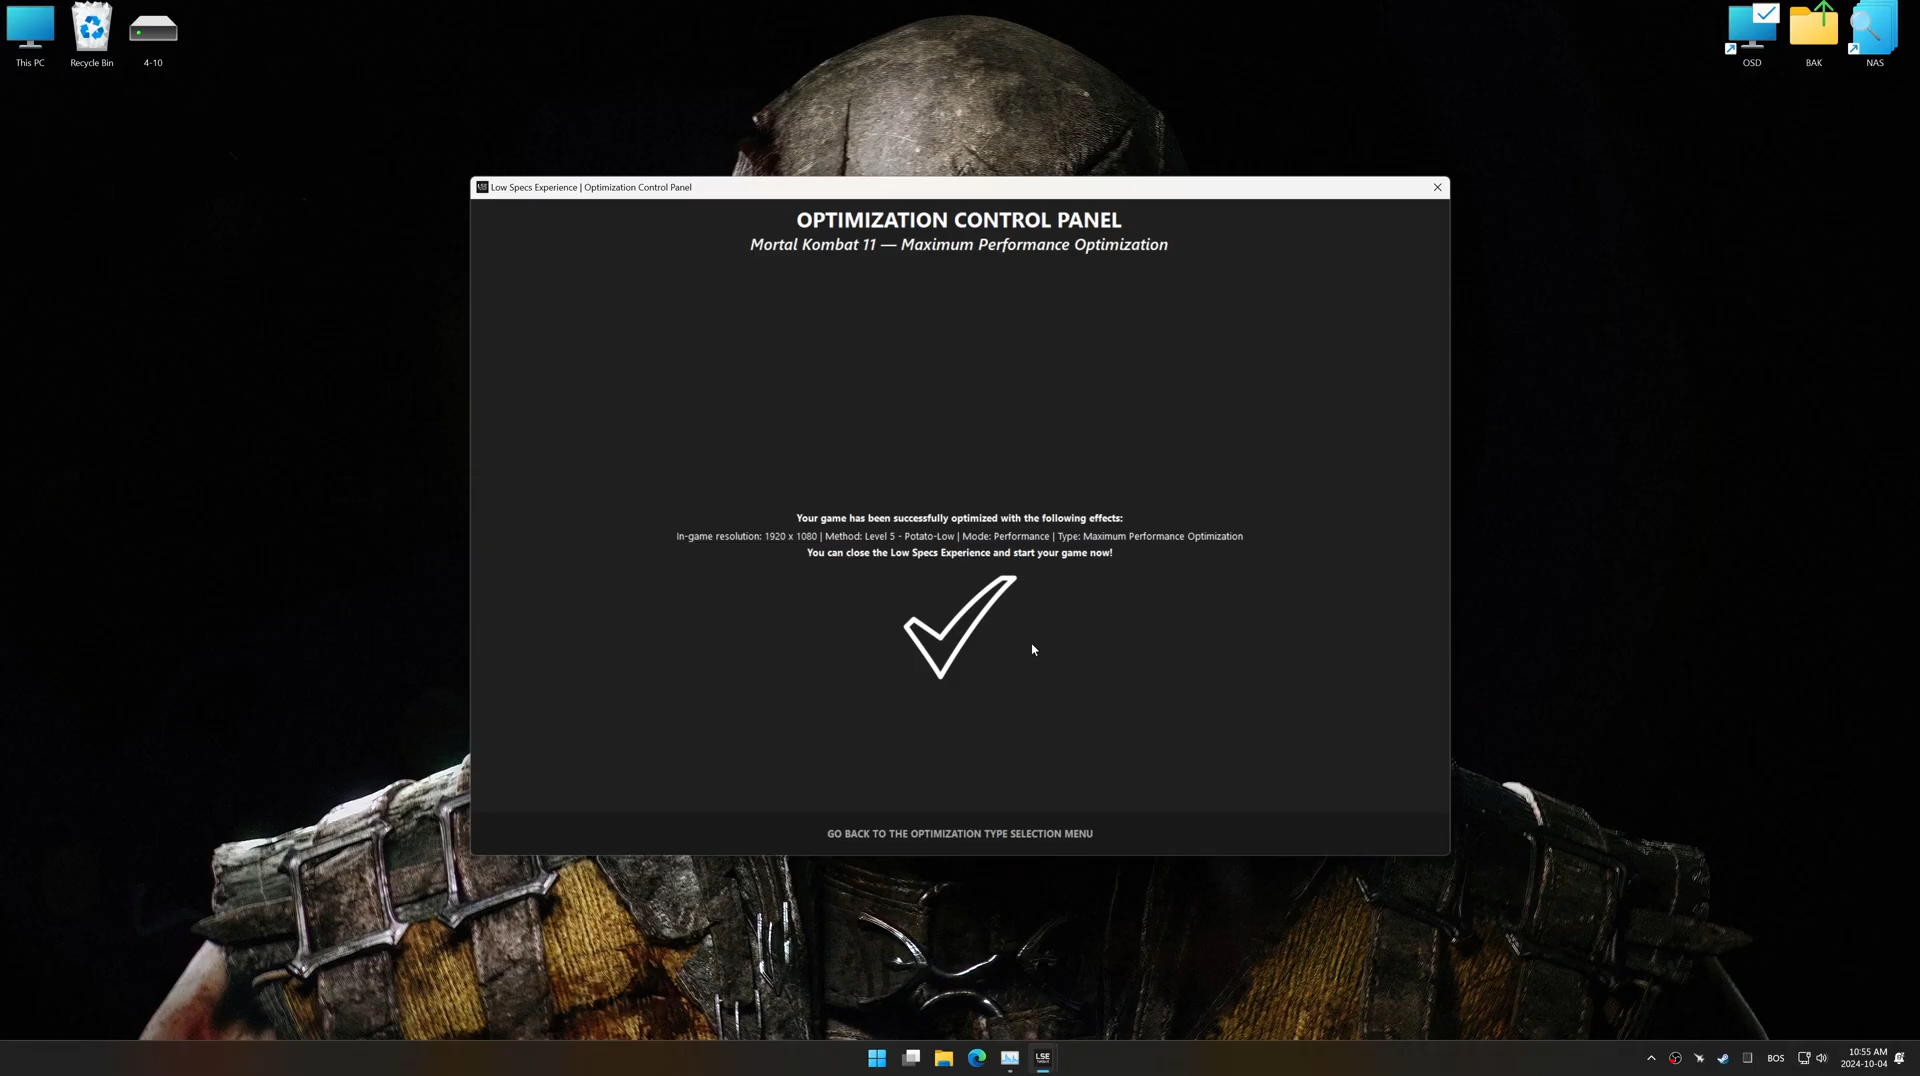 This PC
Recycle Bin
4-10
OSD
BAK
NAS
LSE
Low Specs Experience | Optimization Control Panel
OPTIMIZATION CONTROL PANEL
Mortal Kombat 11 — Maximum Performance Optimization
Your game has been successfully optimized with the following effects:
In-game resolution: 1920 x 1080 | Method: Level 5 - Potato-Low | Mode: Performance | Type: Maximum Performance Optimization
You can close the Low Specs Experience and start your game now!
GO BACK TO THE OPTIMIZATION TYPE SELECTION MENU
LSE
BOS
10:55 AM
2024-10-04